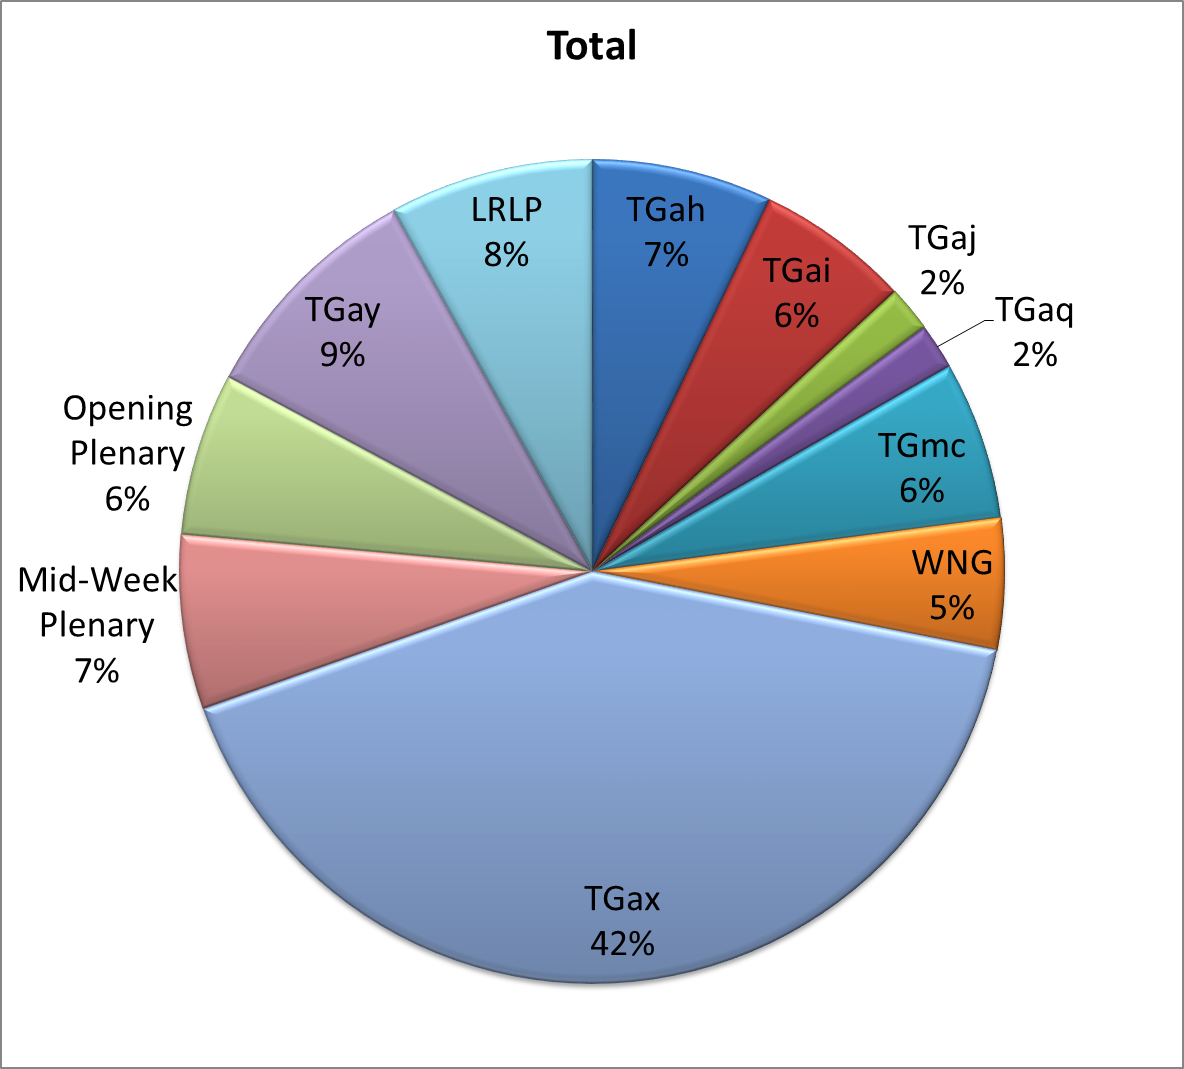 Total
LRLP
8%
TGah
7%
TGai
6%
TGaj
2%
TGaq
2%
TGmc
6%
WNG
5%
TGax
42%
Mid-Week
Plenary
7%
Opening
Plenary
6%
TGay
9%